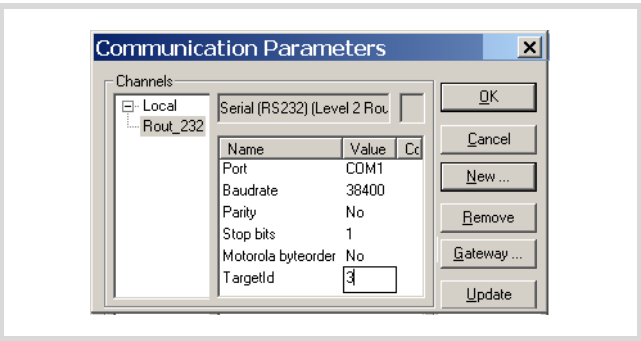 Communication Parameters
Channels
Local
Rout_232
Serial (RS232) (Level 2 Rou
Name Value
Port COM1
Baudrate 38400
Parity No
Stop bits 1
Motorola byteorder No
TargetId 3
OK
Cancel
New ...
Remove
Gateway ...
Update